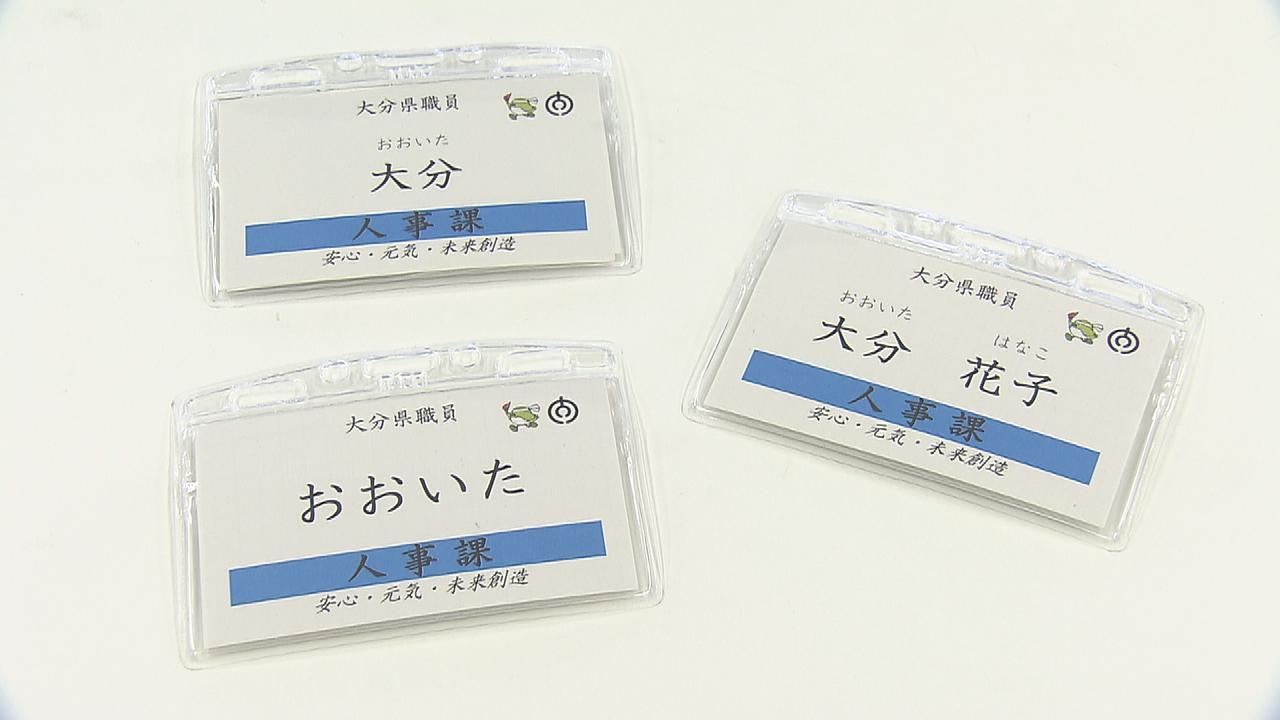 大分県職員
おおいた
大分
人事課
安心・元気・未来創造
大分県職員
おおいた
人事課
安心・元気・未来創造
大分県職員
おおいた はなこ
大分 花子
人事課
安心・元気・未来創造